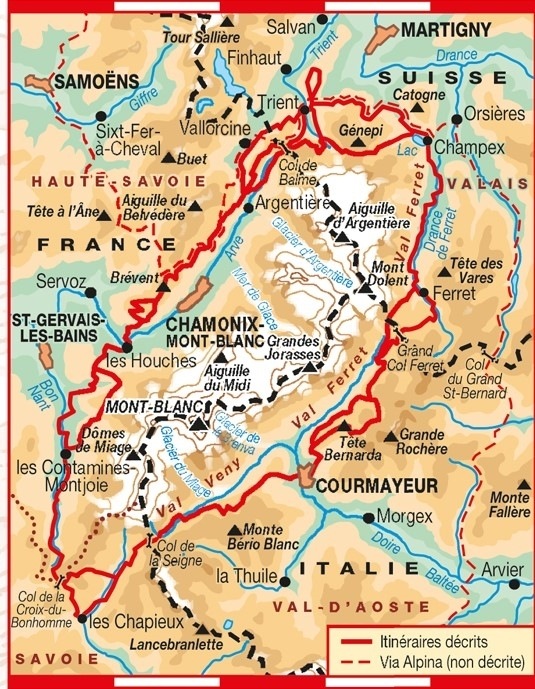 Tour Sallière
Salvan
MARTIGNY
Trient
Finhaut
Drance
SAMOËNS
SUISSE
Giffre
Trient
Catogne
Orsières
Sixt-Fer-
à-Cheval
Vallorcine
Génépi
Champex
Buet
Lac
Col de
Balme
HAUTE-SAVOIE
VALAIS
Aiguille du
Belvédère
Argentière
Tête à l'Âne
Aiguille
d'Argentière
Val Ferret
Drance
de Ferret
FRANCE
Arve
Glacier d'Argentière
Servoz
Brévent
Mer de Glace
Mont
Dolent
Tête des
Vares
Ferret
ST-GERVAIS-
LES-BAINS
CHAMONIX-
MONT-BLANC
Grandes
Jorasses
Grand
Col Ferret
les Houches
Aiguille
du Midi
Col
du Grand
St-Bernard
Bon
Nant
Val Ferret
MONT-BLANC
Dômes
de Miage
Glacier de
la Brenva
Glacier du Miage
Tête
Bernarda
Grande
Rochère
les Contamines-
Montjoie
Val Veny
COURMAYEUR
Monte
Fallère
Morgex
Monte
Bério Blanc
Col de
la Seigne
Doire
Baltée
la Thuile
ITALIE
Arvier
Col de la
Croix-du-
Bonhomme
les Chapieux
VAL-D'AOSTE
Lancebranlette
SAVOIE
Itinéraires décrits
Via Alpina (non décrite)